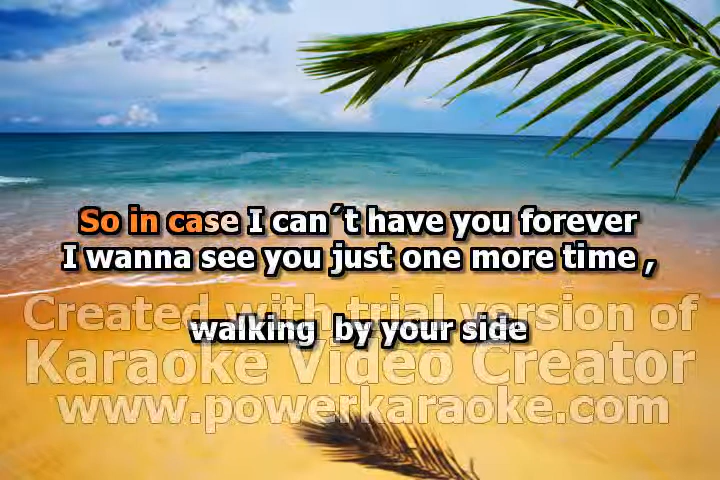 So in case I can´t have you forever
I wanna see you just one more time ,
Created with trial version of
walking by your side
Karaoke Video Creator
www.powerkaraoke.com